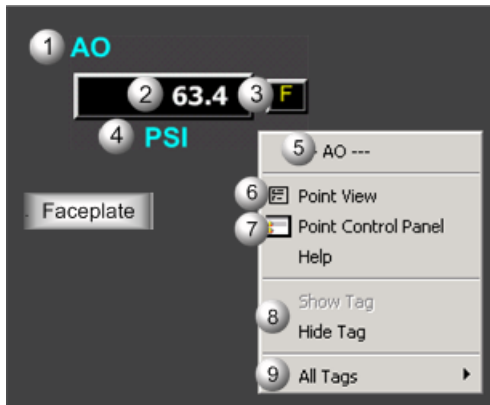 1 AO
2 63.4 3 F
4 PSI
5 - AO ---
6 Point View
Faceplate
7 Point Control Panel
Help
Show Tag
8
Hide Tag
9 All Tags